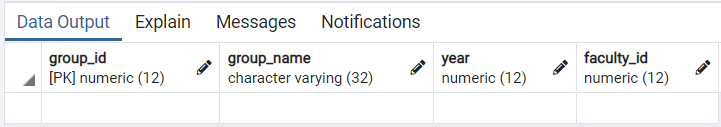 Data Output Explain Messages Notifications
group_id group_name year faculty_id
[PK] numeric (12) character varying (32) numeric (12) numeric (12)